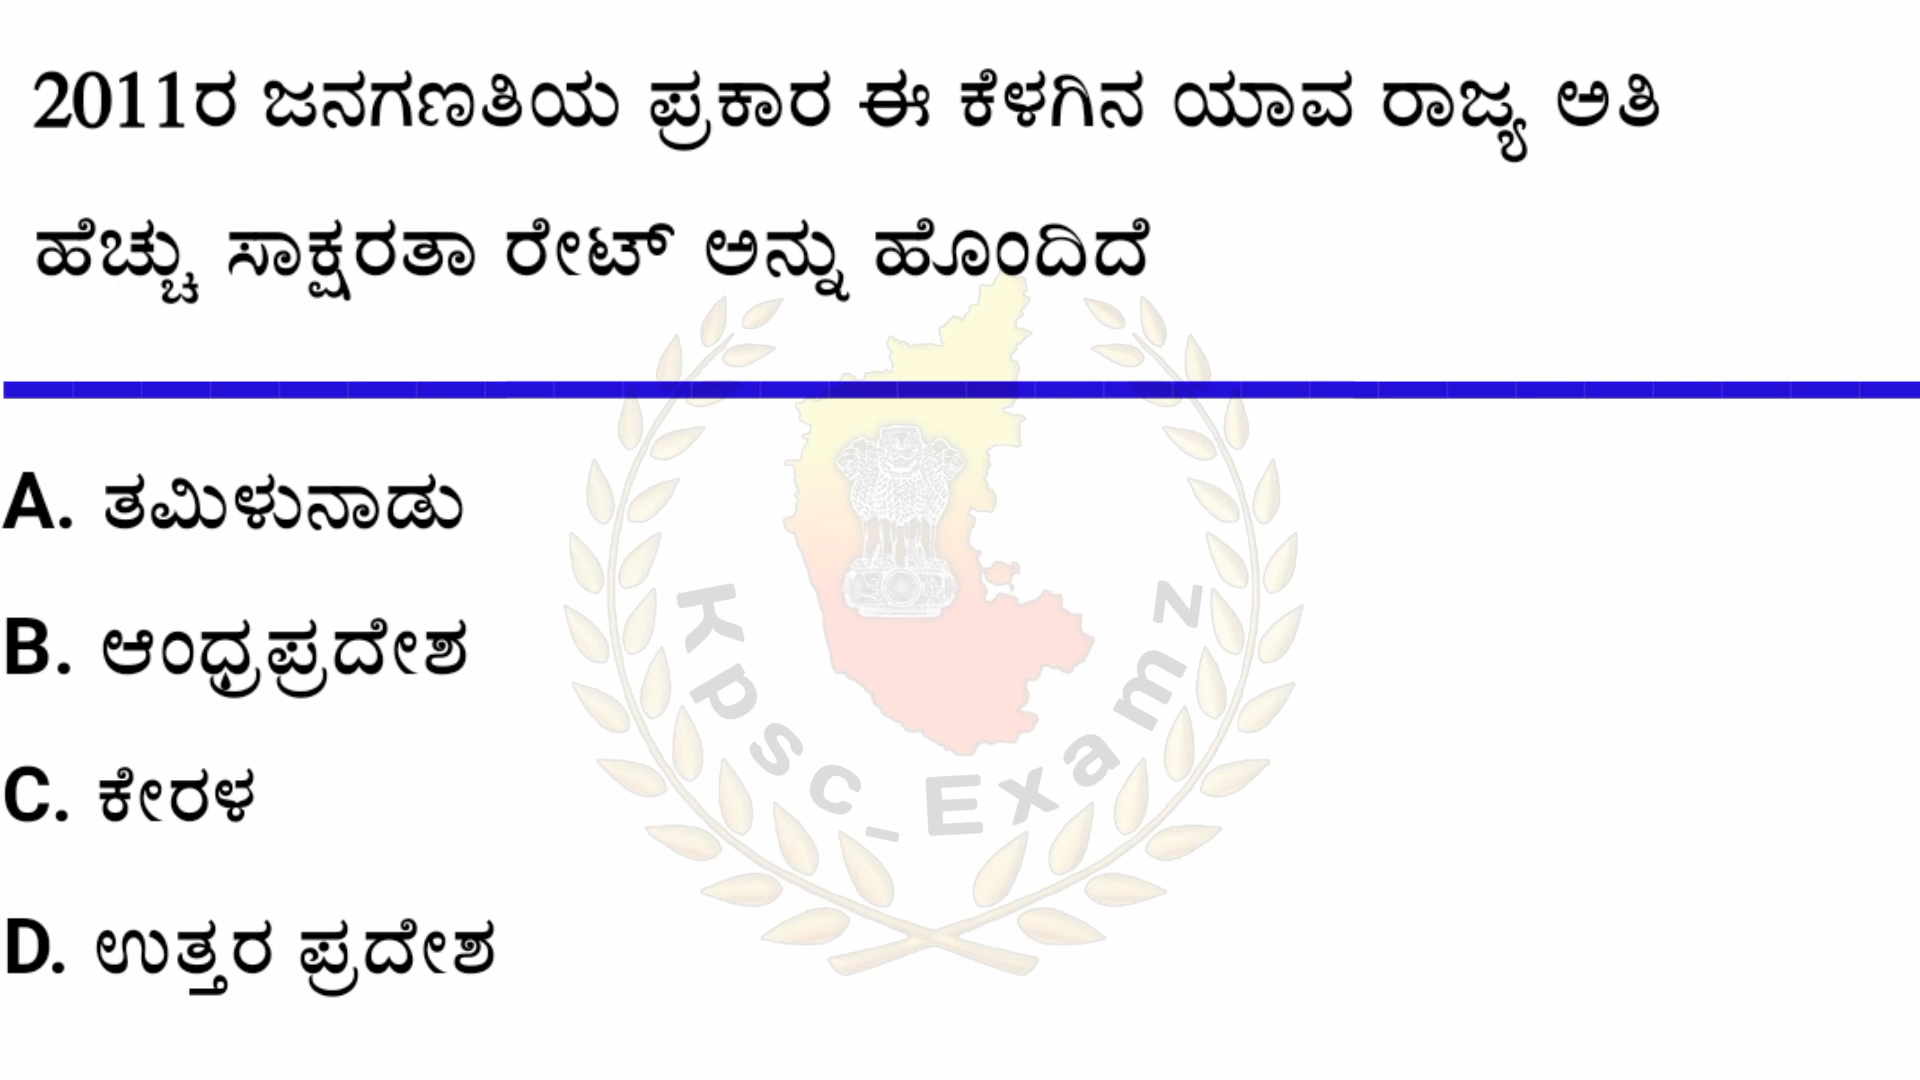 2011ರ ಜನಗಣತಿಯ ಪ್ರಕಾರ ಈ ಕೆಳಗಿನ ಯಾವ ರಾಜ್ಯ ಅತಿ
ಹೆಚ್ಚು ಸಾಕ್ಷರತಾ ರೇಟ್ ಅನ್ನು ಹೊಂದಿದೆ
A. ತಮಿಳುನಾಡು
B. ಆಂಧ್ರಪ್ರದೇಶ
C. ಕೇರಳ
D. ಉತ್ತರ ಪ್ರದೇಶ
Kpsc_Examz